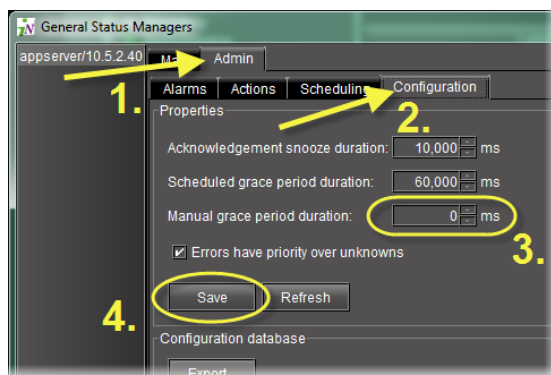 General Status Managers
appserver/10.5.2.40
Admin
1.
Alarms Actions Scheduling Configuration
2.
Properties
Acknowledgement snooze duration: 10,000 ms
Scheduled grace period duration: 60,000 ms
Manual grace period duration: 0 ms
3.
Errors have priority over unknowns
Save Refresh
4.
Configuration database
Export